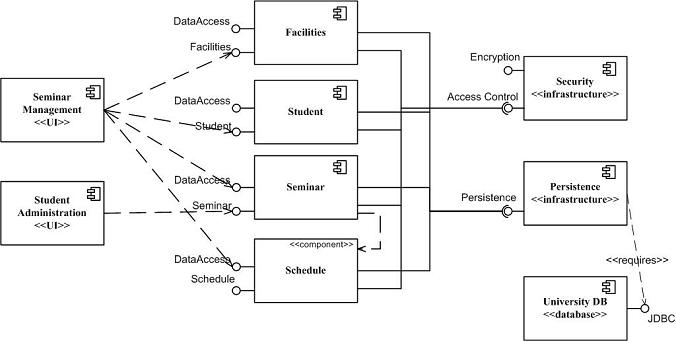 DataAccess
Facilities
Facilities
Encryption
Security
<<infrastructure>>
Access Control
Seminar
Management
<<UI>>
DataAccess
Student
Student
DataAccess
Seminar
Seminar
Student
Administration
<<UI>>
Persistence
Persistence
<<infrastructure>>
<<component>>
DataAccess
Schedule
Schedule
<<requires>>
University DB
<<database>>
JDBC